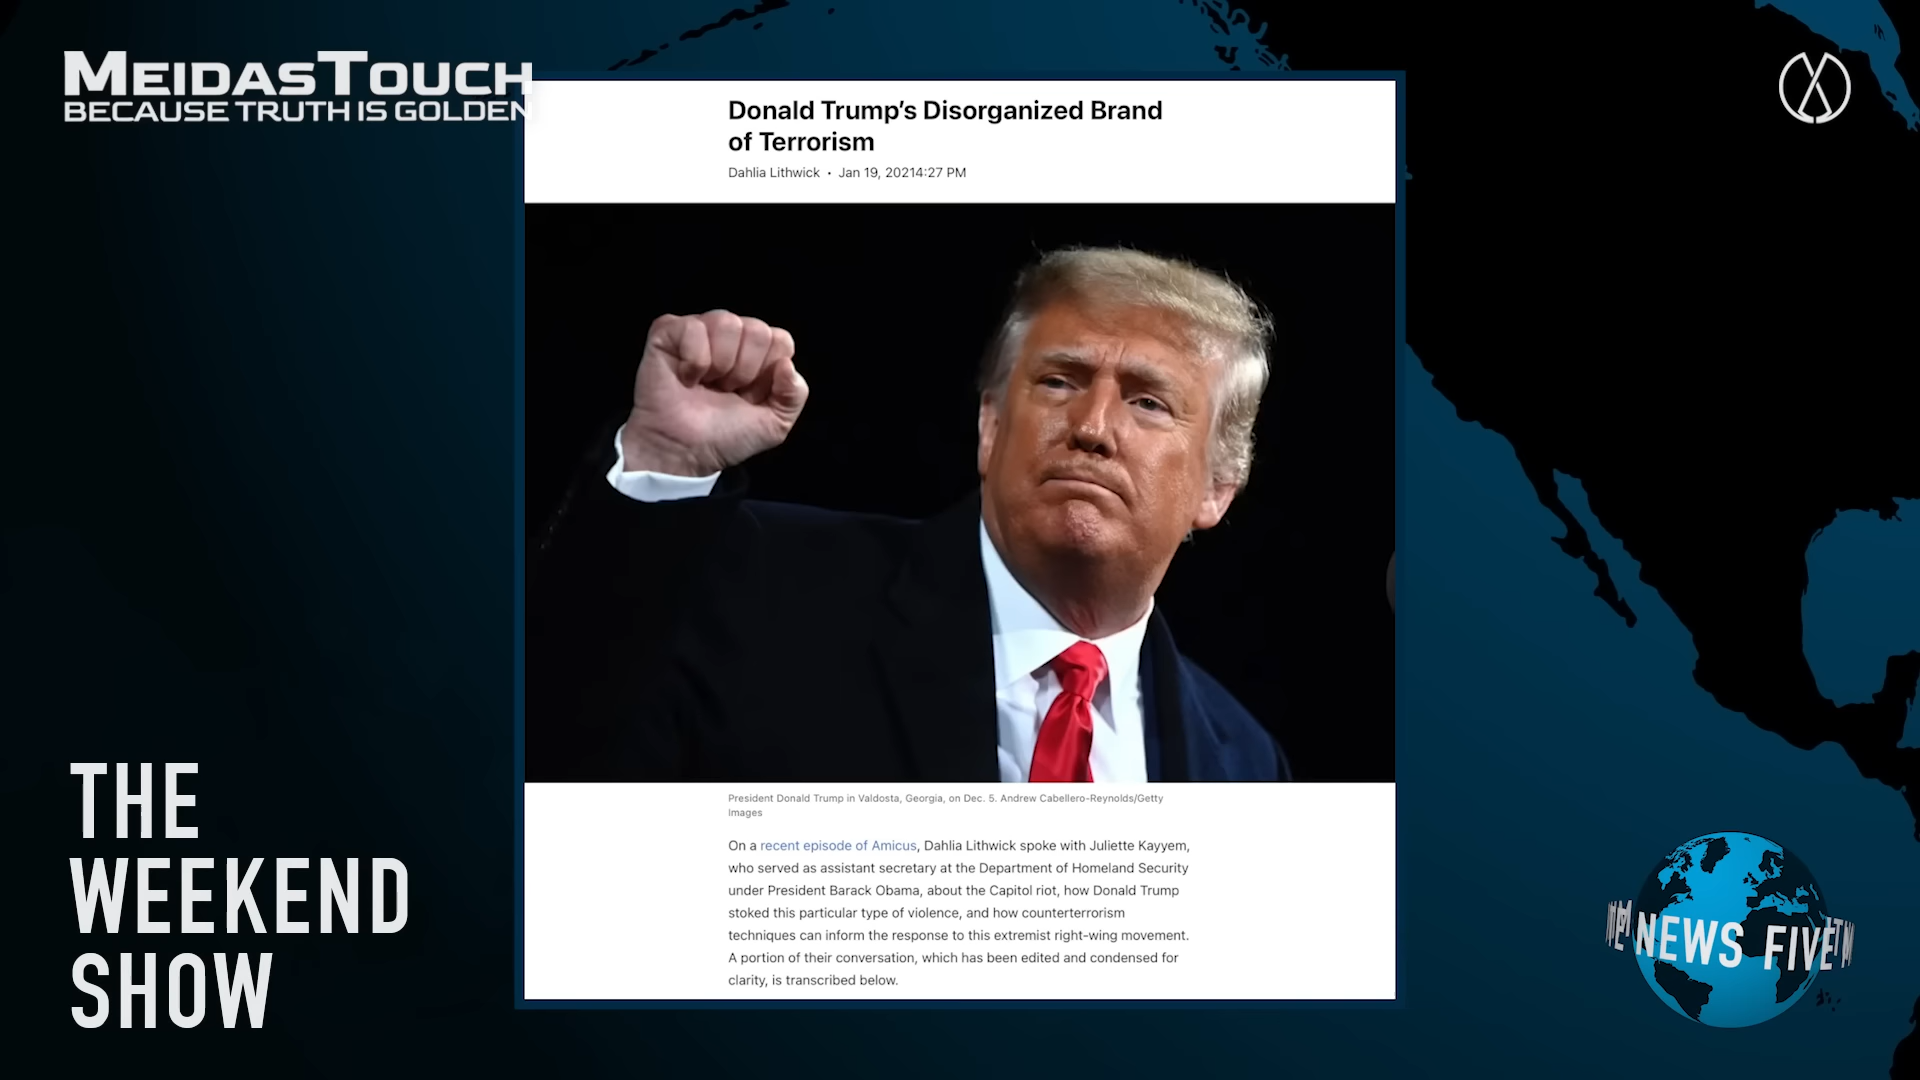 MEIDASTOUCH
BECAUSE TRUTH IS GOLDEN
Donald Trump's Disorganized Brand
of Terrorism
Dahlia Lithwick • Jan 19, 20214:27 PM
President Donald Trump in Valdosta, Georgia, on Dec. 5. Andrew Cabellero-Reynolds/Getty
Images
On a recent episode of Amicus, Dahlia Lithwick spoke with Juliette Kayyem,
who served as assistant secretary at the Department of Homeland Security
under President Barack Obama, about the Capitol riot, how Donald Trump
stoked this particular type of violence, and how counterterrorism
techniques can inform the response to this extremist right-wing movement.
A portion of their conversation, which has been edited and condensed for
clarity, is transcribed below.
THE
WEEKEND
SHOW
NEWS FIVE